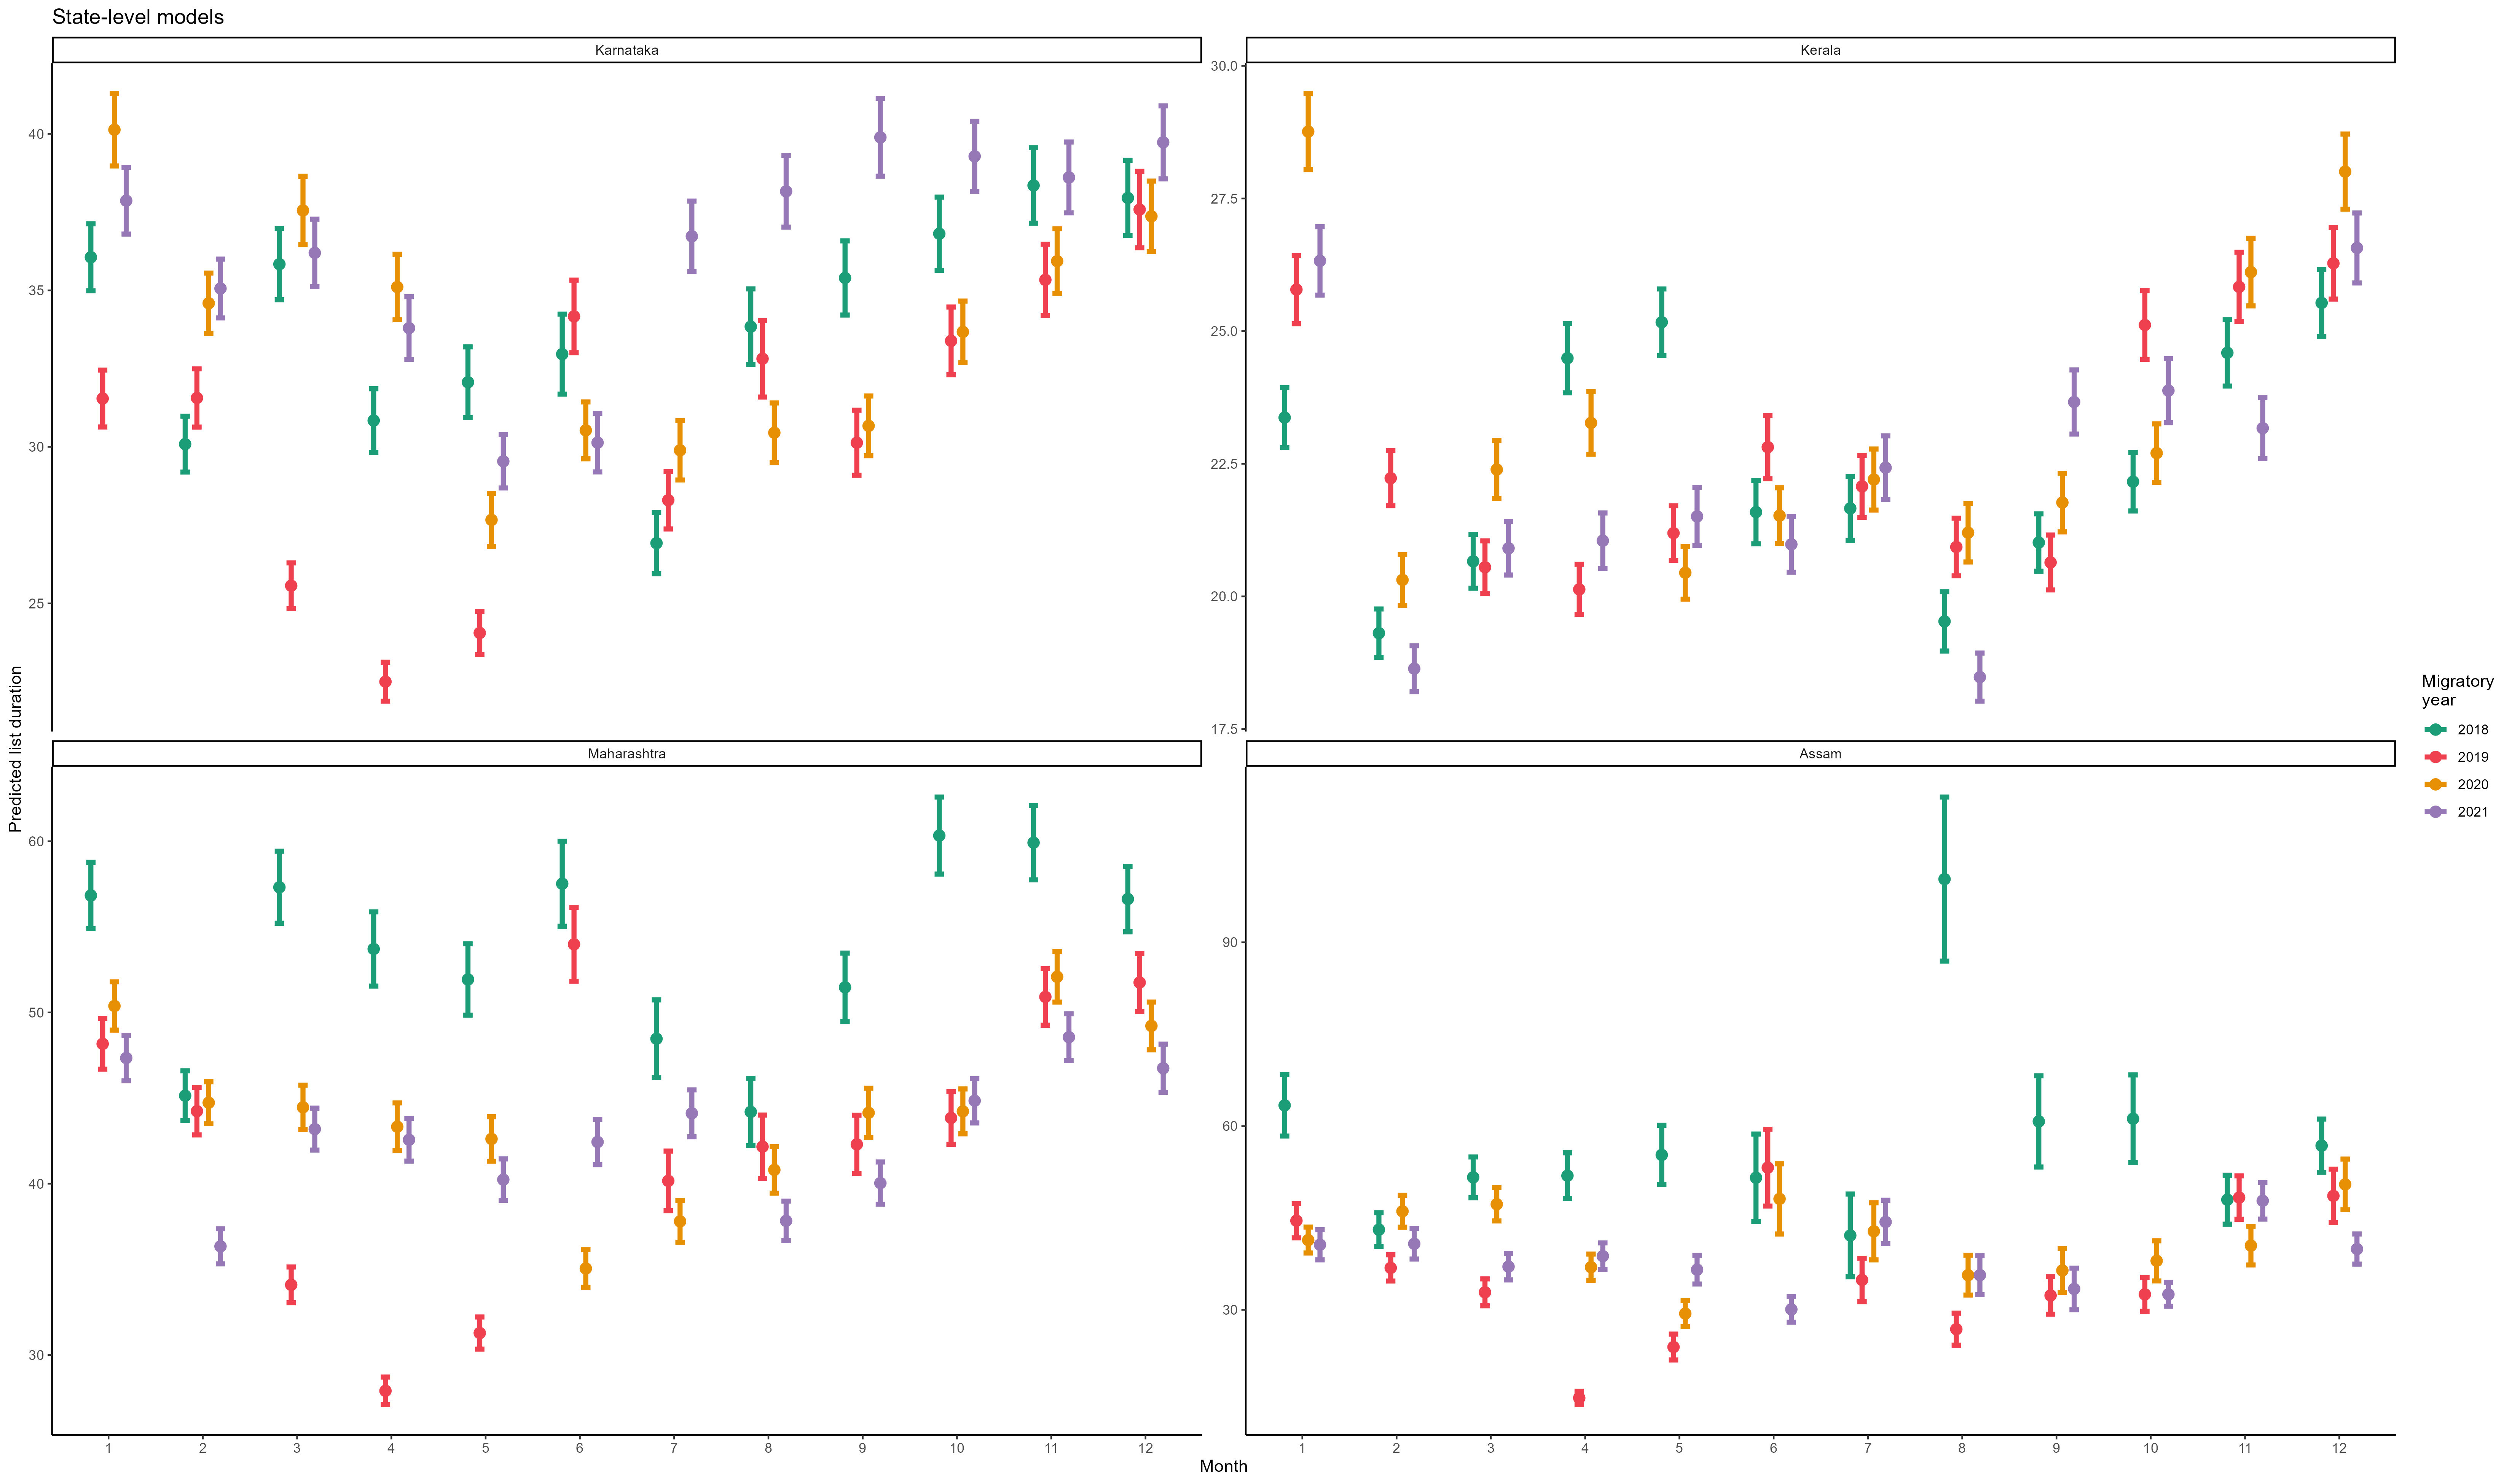 State-level models
Karnataka
Kerala
40
35
30
25
30.0
27.5
25.0
22.5
20.0
17.5
Maharashtra
Assam
60
50
40
30
90
60
30
1 2 3 4 5 6 7 8 9 10 11 12
1 2 3 4 5 6 7 8 9 10 11 12
Month
Predicted list duration
Migratory
year
2018
2019
2020
2021